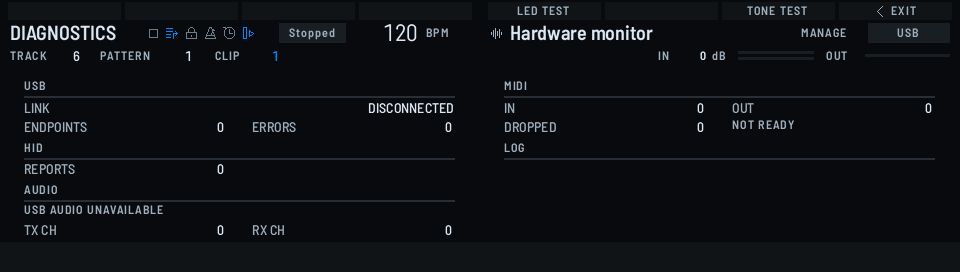 LED TEST TONE TEST EXIT
DIAGNOSTICS Stopped 120 BPM Hardware monitor MANAGE USB
TRACK 6 PATTERN 1 CLIP 1 IN 0 dB OUT
USB
LINK DISCONNECTED
ENDPOINTS 0 ERRORS 0
HID
REPORTS 0
AUDIO
USB AUDIO UNAVAILABLE
TX CH 0 RX CH 0
MIDI
IN 0 OUT 0
DROPPED 0 NOT READY
LOG